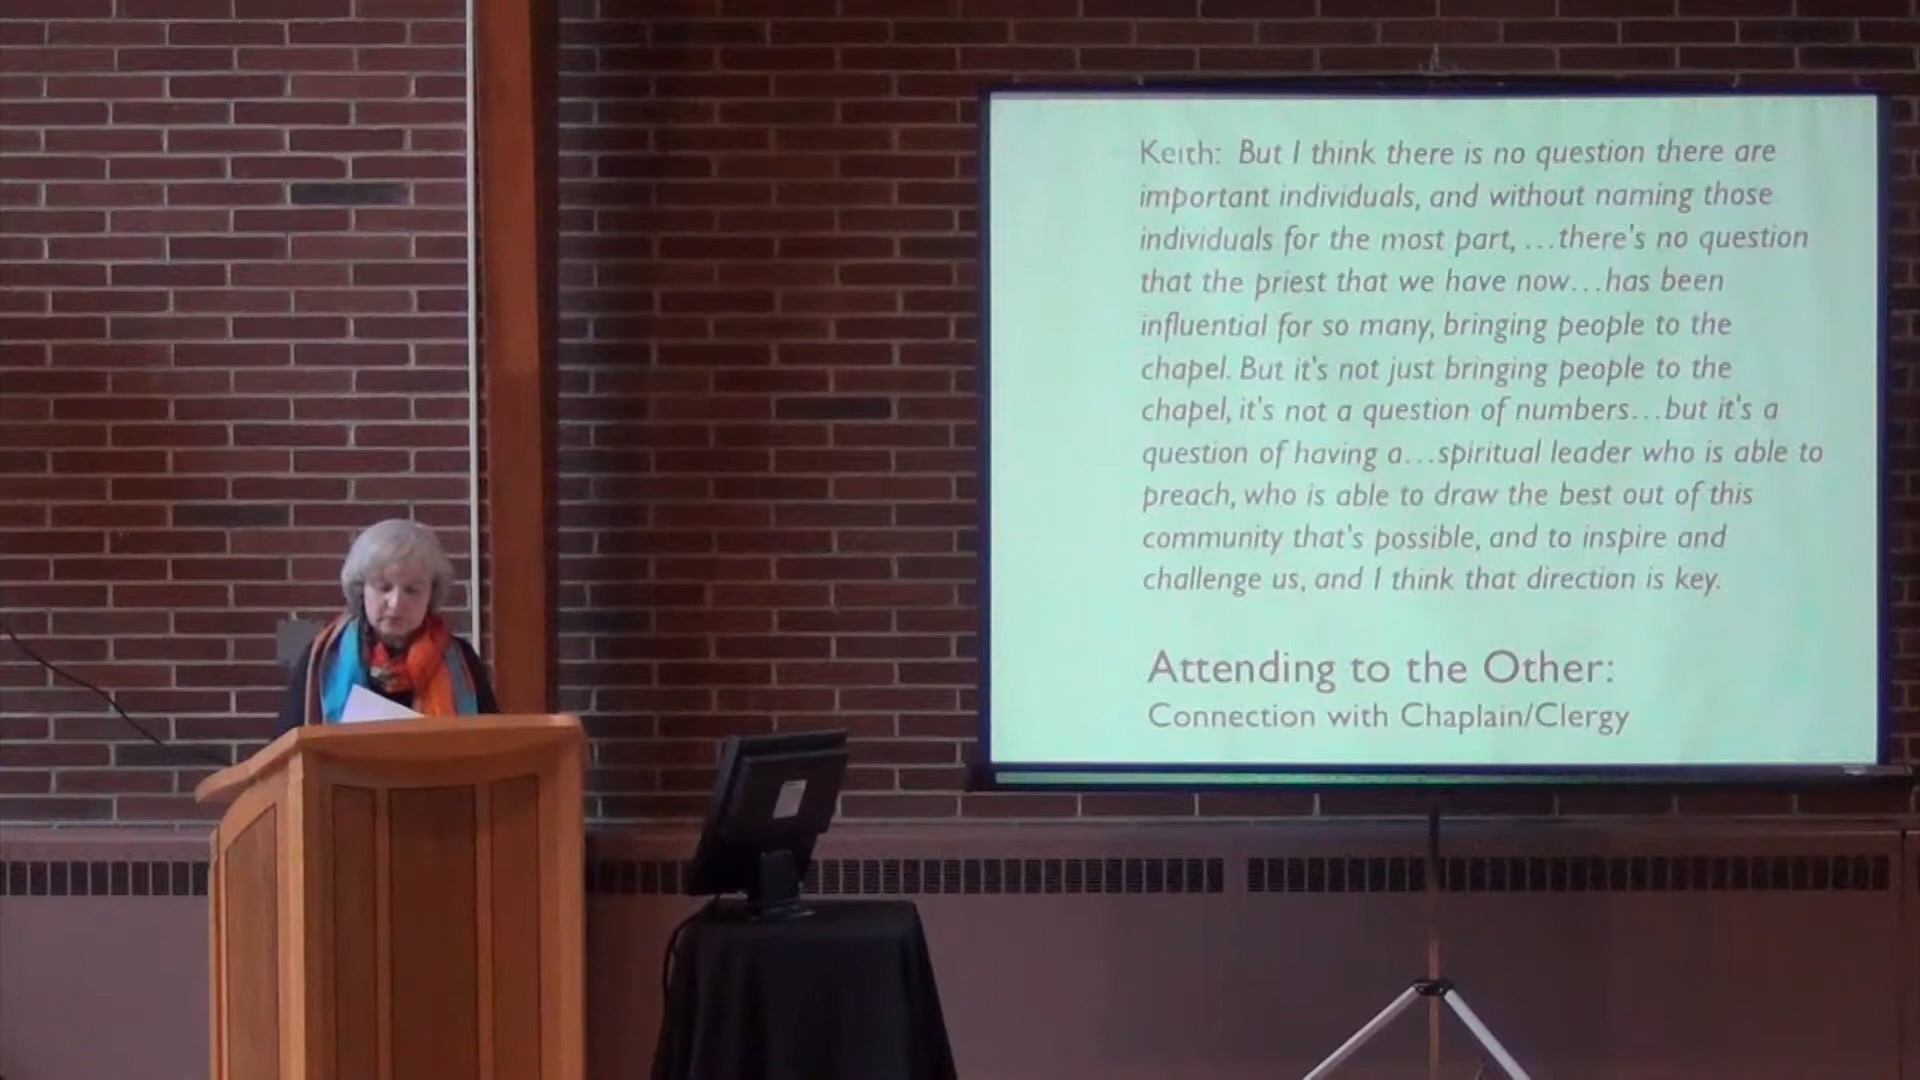 Keith: But I think there is no question there are
important individuals, and without naming those
individuals for the most part, ...there's no question
that the priest that we have now...has been
influential for so many, bringing people to the
chapel. But it's not just bringing people to the
chapel, it's not a question of numbers...but it's a
question of having a...spiritual leader who is able to
preach, who is able to draw the best out of this
community that's possible, and to inspire and
challenge us, and I think that direction is key.
Attending to the Other:
Connection with Chaplain/Clergy